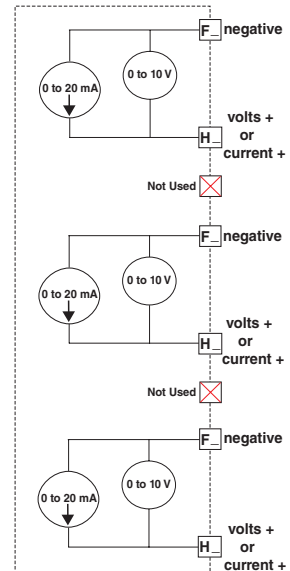 F_ negative
0 to 20 mA
0 to 10 V
H_
volts +
or
current +
Not Used
F_ negative
0 to 20 mA
0 to 10 V
H_
volts +
or
current +
Not Used
F_ negative
0 to 20 mA
0 to 10 V
H_
volts +
or
current +